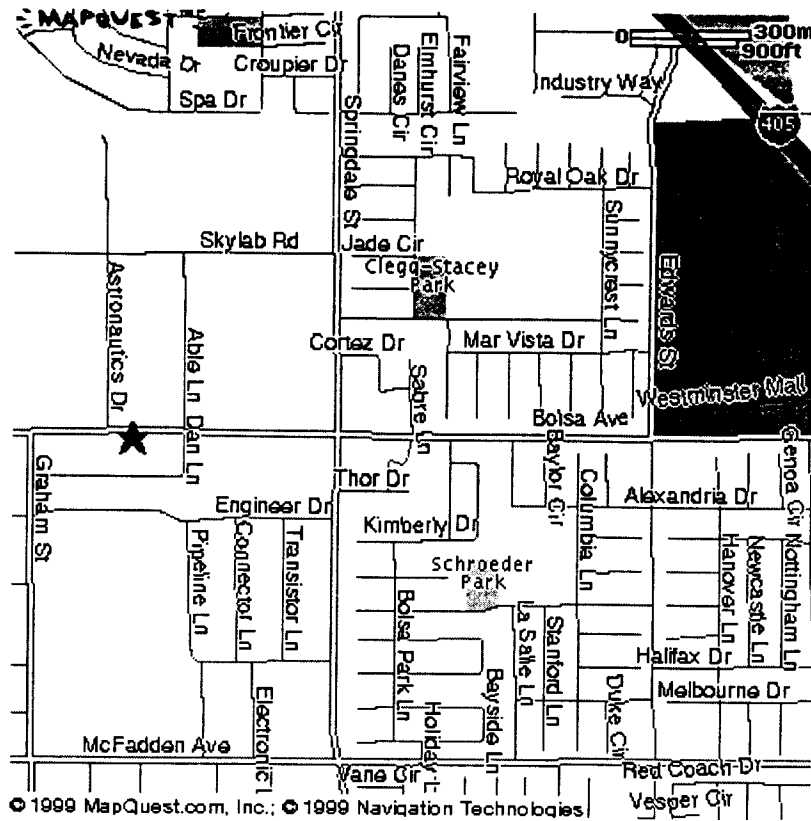 MAPQUEST
0 300m
900ft
Frontier Cir
Nevada Dr
Croupier Dr
Spa Dr
Danes Cir
Elmhurst Cir
Fairview Ln
Industry Way
405
Springdale St
Royal Oak Dr
Sunnycrest Ln
Edwards St
Skylab Rd
Jade Cir
Clegg-Stacey
Park
Astronautics Dr
Able Ln
Cortez Dr
Mar Vista Dr
Sabre Ln
Westminster Mall
Bolsa Ave
Dan Ln
Graham St
Thor Dr
Baylor Cir
Columbia Ln
Genoa Cir
Engineer Dr
Alexandria Dr
Kimberly Dr
Pipeline Ln
Connector Ln
Transistor Ln
Schroeder
Park
Hanover Ln
Newcastle Ln
Nottingham Ln
Bolsa Park Ln
La Salle Ln
Stanford Ln
Halifax Dr
Electronic L
Holiday L
Bayside Ln
Duke Cir
Melbourne Dr
McFadden Ave
Vane Cir
Red Coach Dr
Vesper Cir
© 1999 MapQuest.com, Inc.; © 1999 Navigation Technologies